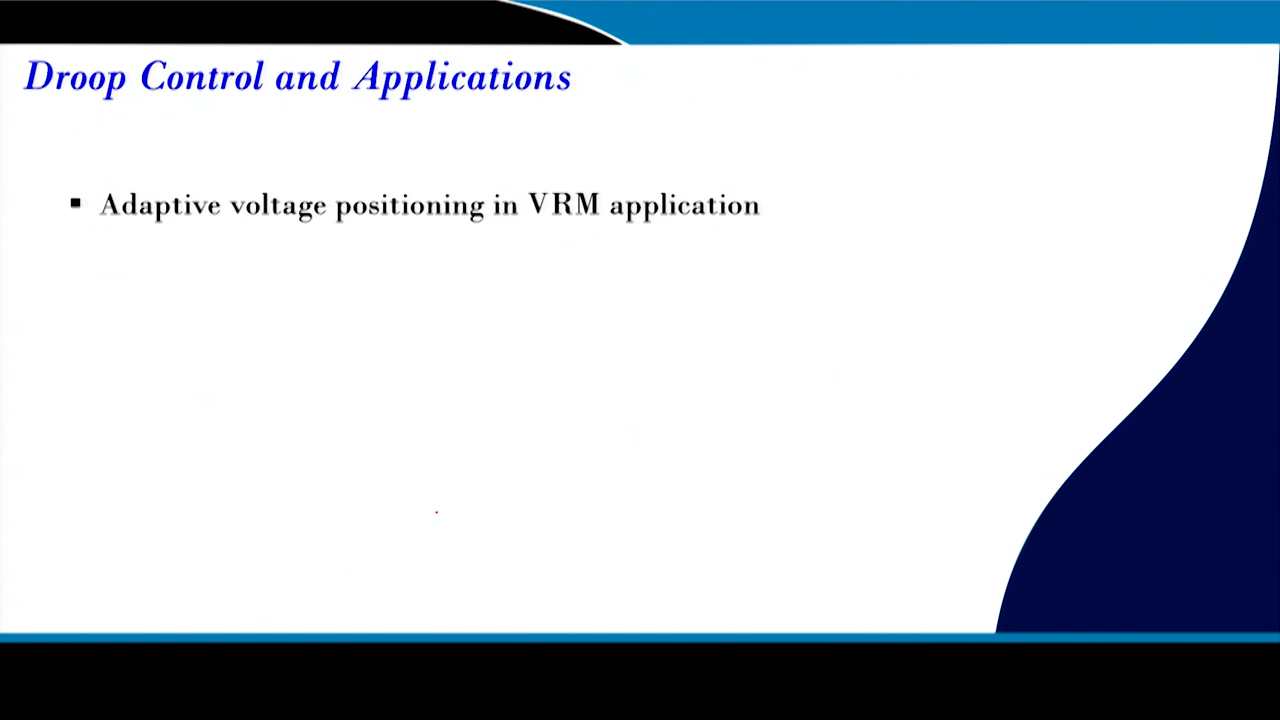 Droop Control and Applications
▪ Adaptive voltage positioning in VRM application